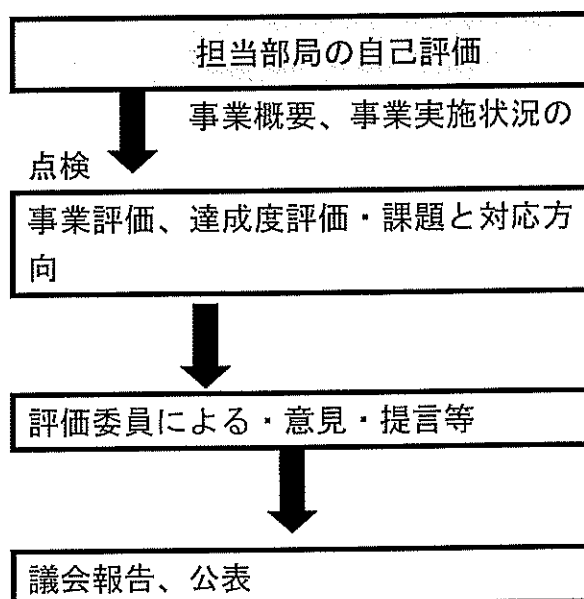 担当部局の自己評価
事業概要、事業実施状況の
点検
事業評価、達成度評価・課題と対応方
向
評価委員による・意見・提言等
議会報告、公表